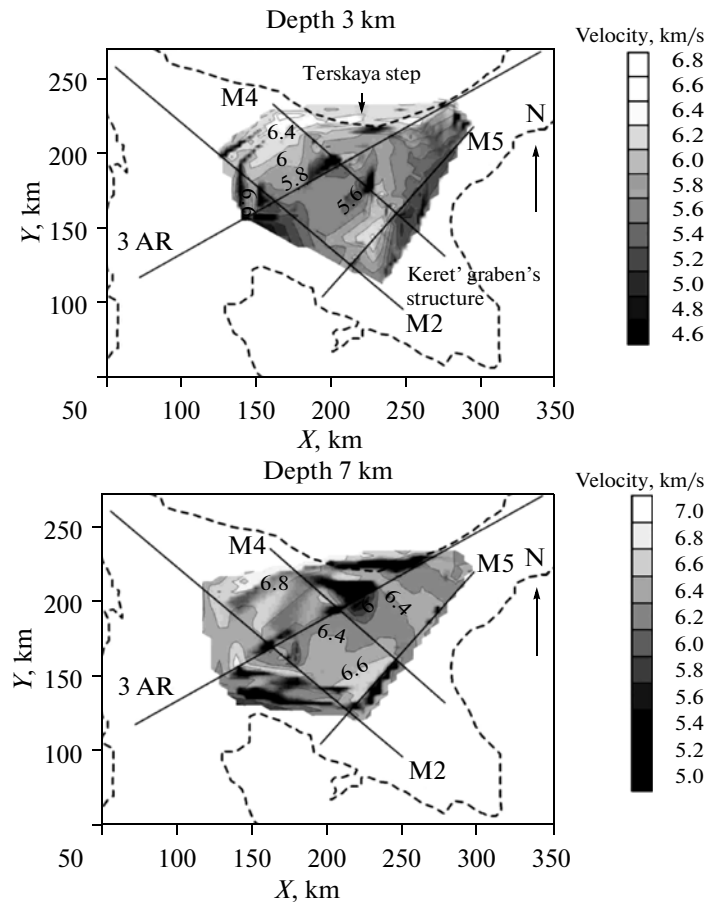 Depth 3 km
Velocity, km/s
250
200
150
100
Y, km
Terskaya step
M4
M5
N
6.4
6
5.8
5.6
6.6
3 AR
Keret' graben's
structure
M2
50
100
150
200
250
300
350
X, km
6.8
6.6
6.4
6.2
6.0
5.8
5.6
5.4
5.2
5.0
4.8
4.6
Depth 7 km
Velocity, km/s
250
200
150
100
Y, km
M4
M5
N
6.8
6
6.4
6.4
6.6
3 AR
M2
50
100
150
200
250
300
350
X, km
7.0
6.8
6.6
6.4
6.2
6.0
5.8
5.6
5.4
5.2
5.0